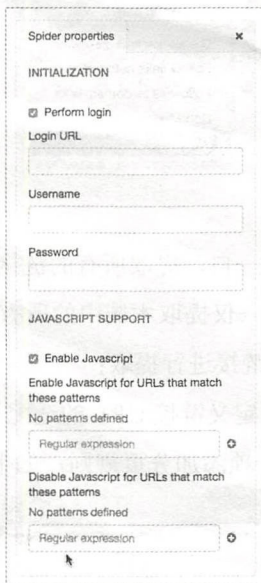 Spider properties ×
INITIALIZATION
Perform login
Login URL
Username
Password
JAVASCRIPT SUPPORT
Enable Javascript
Enable Javascript for URLs that match
these patterns
No patterns defined
Regular expression
Disable Javascript for URLs that match
these patterns
No patterns defined
Regular expression